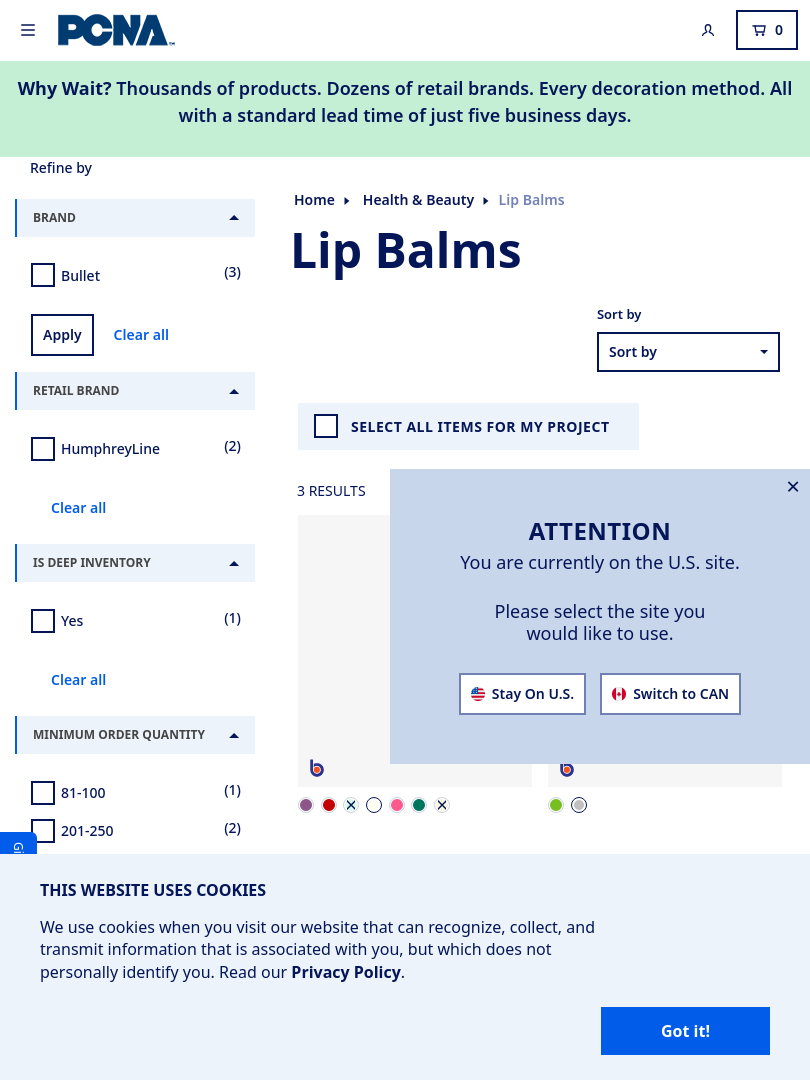 PCNA
0
Why Wait? Thousands of products. Dozens of retail brands. Every decoration method. All
with a standard lead time of just five business days.
Refine by
BRAND
Bullet
(3)
Apply
Clear all
RETAIL BRAND
HumphreyLine
(2)
Clear all
IS DEEP INVENTORY
Yes
(1)
Clear all
MINIMUM ORDER QUANTITY
81-100
(1)
201-250
(2)
Home
Health & Beauty
Lip Balms
Lip Balms
Sort by
Sort by
SELECT ALL ITEMS FOR MY PROJECT
3 RESULTS
ATTENTION
You are currently on the U.S. site.
Please select the site you
would like to use.
Stay On U.S.
Switch to CAN
THIS WEBSITE USES COOKIES
We use cookies when you visit our website that can recognize, collect, and
transmit information that is associated with you, but which does not
personally identify you. Read our Privacy Policy.
Got it!